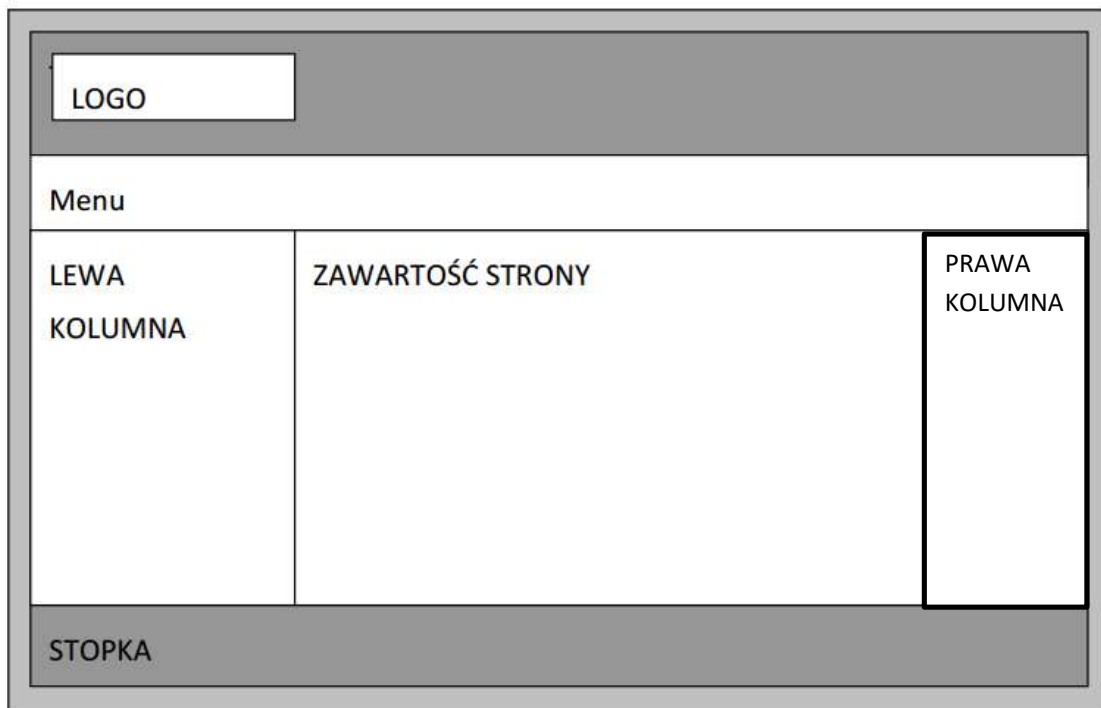 LOGO
Menu
LEWA
KOLUMNA
ZAWARTOŚĆ STRONY
PRAWA
KOLUMNA
STOPKA